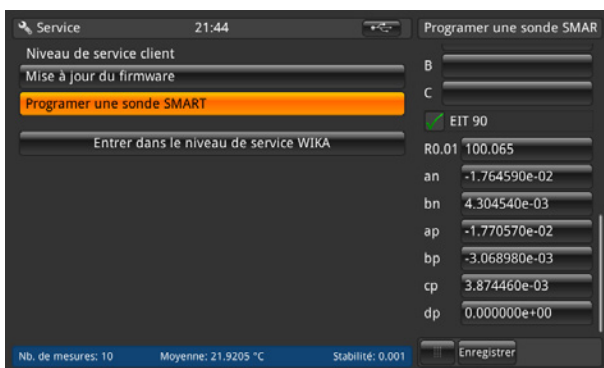 Service 21:44
Niveau de service client
Mise à jour du firmware
Programer une sonde SMART
Entrer dans le niveau de service WIKA
Nb. de mesures: 10 Moyenne: 21.9205 °C Stabilité: 0.001
Programer une sonde SMAR
B
C
EIT 90
R0.01 100.065
an -1.764590e-02
bn 4.304540e-03
ap -1.770570e-02
bp -3.068980e-03
cp 3.874460e-03
dp 0.000000e+00
Enregistrer